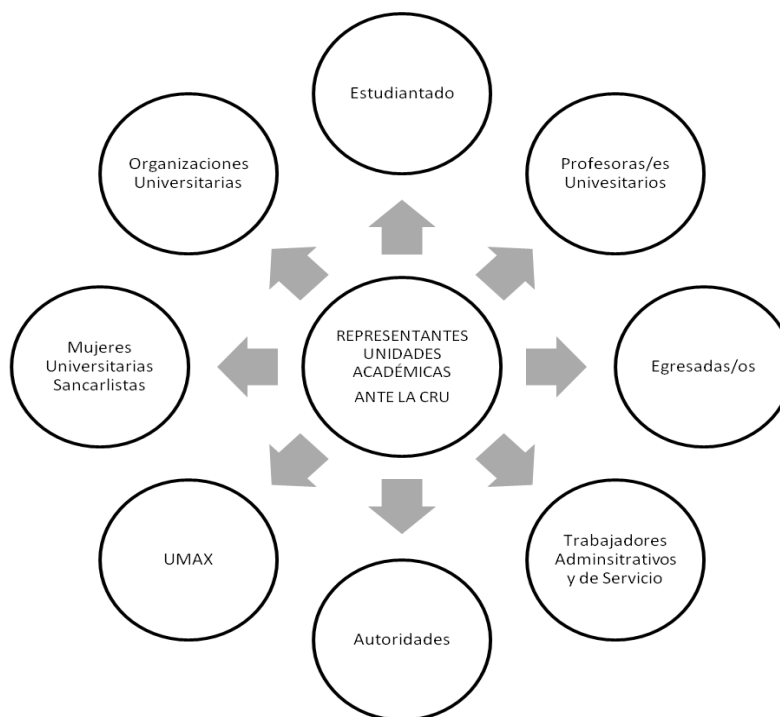 Estudiantado
Organizaciones
Universitarias
Profesoras/es
Univesitarios
Mujeres
Universitarias
Sancarlistas
REPRESENTANTES
UNIDADES
ACADÉMICAS
ANTE LA CRU
Egresadas/os
UMAX
Trabajadores
Adminsitrativos
y de Servicio
Autoridades